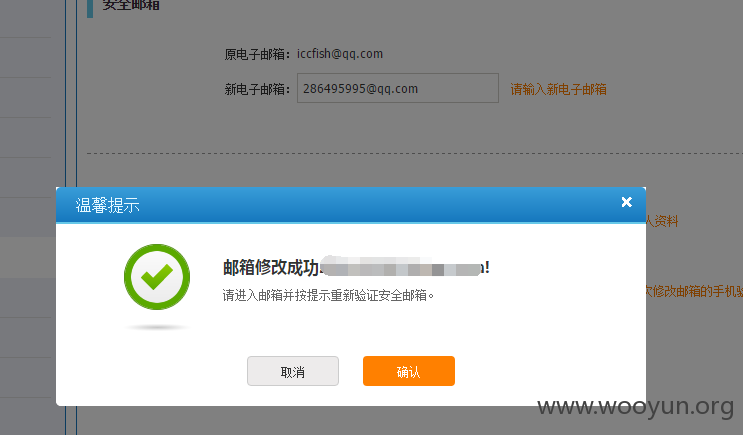 安全邮箱
原电子邮箱：iccfish@qq.com
新电子邮箱：286495995@qq.com 请输入新电子邮箱
温馨提示 ×
人资料
邮箱修改成功!
请进入邮箱并按提示重新验证安全邮箱。
次修改邮箱的手机验
取消 确认
www.wooyun.org